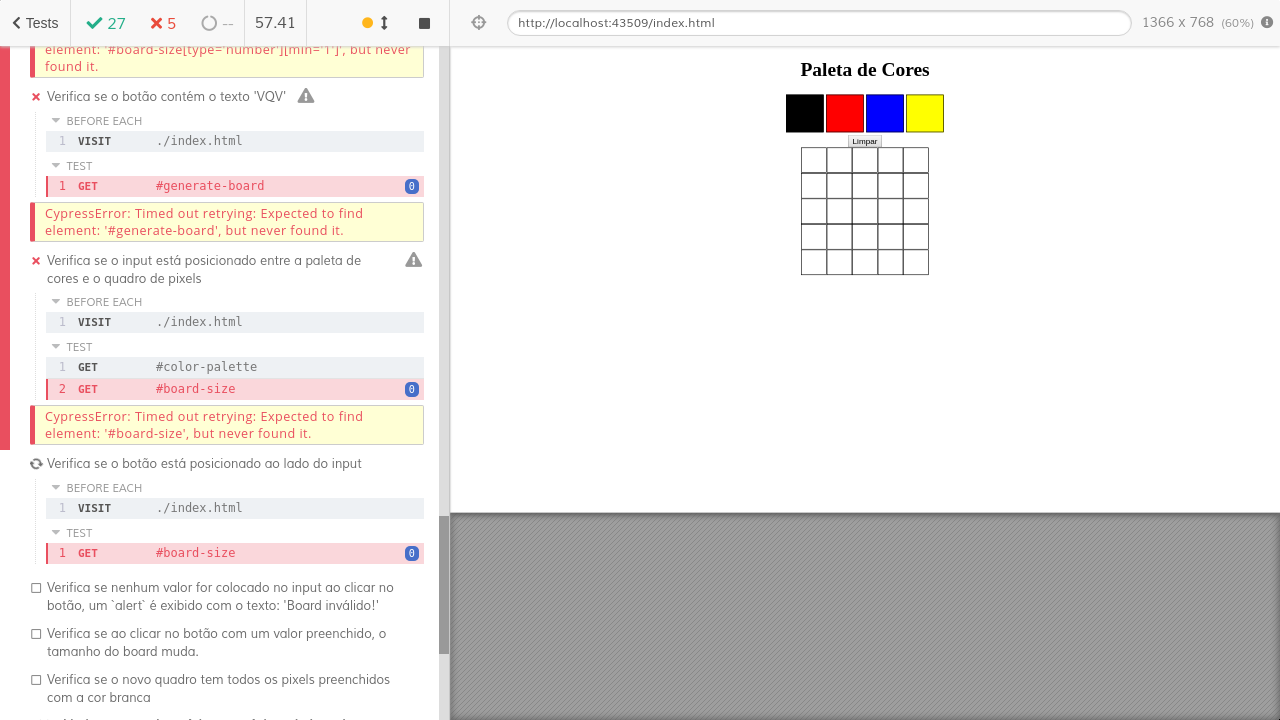 Tests 27 5 -- 57.41
http://localhost:43509/index.html 1366 x 768 (60%)
element: '#board-size[type='number'][min='1']', but never
found it.
Verifica se o botão contém o texto 'VQV'
BEFORE EACH
1 VISIT ./index.html
TEST
1 GET #generate-board 0
CypressError: Timed out retrying: Expected to find
element: '#generate-board', but never found it.
Verifica se o input está posicionado entre a paleta de
cores e o quadro de pixels
BEFORE EACH
1 VISIT ./index.html
TEST
1 GET #color-palette
2 GET #board-size 0
CypressError: Timed out retrying: Expected to find
element: '#board-size', but never found it.
Verifica se o botão está posicionado ao lado do input
BEFORE EACH
1 VISIT ./index.html
TEST
1 GET #board-size 0
Verifica se nenhum valor for colocado no input ao clicar no
botão, um `alert` é exibido com o texto: 'Board inválido!'
Verifica se ao clicar no botão com um valor preenchido, o
tamanho do board muda.
Verifica se o novo quadro tem todos os pixels preenchidos
com a cor branca
Paleta de Cores
Limpar